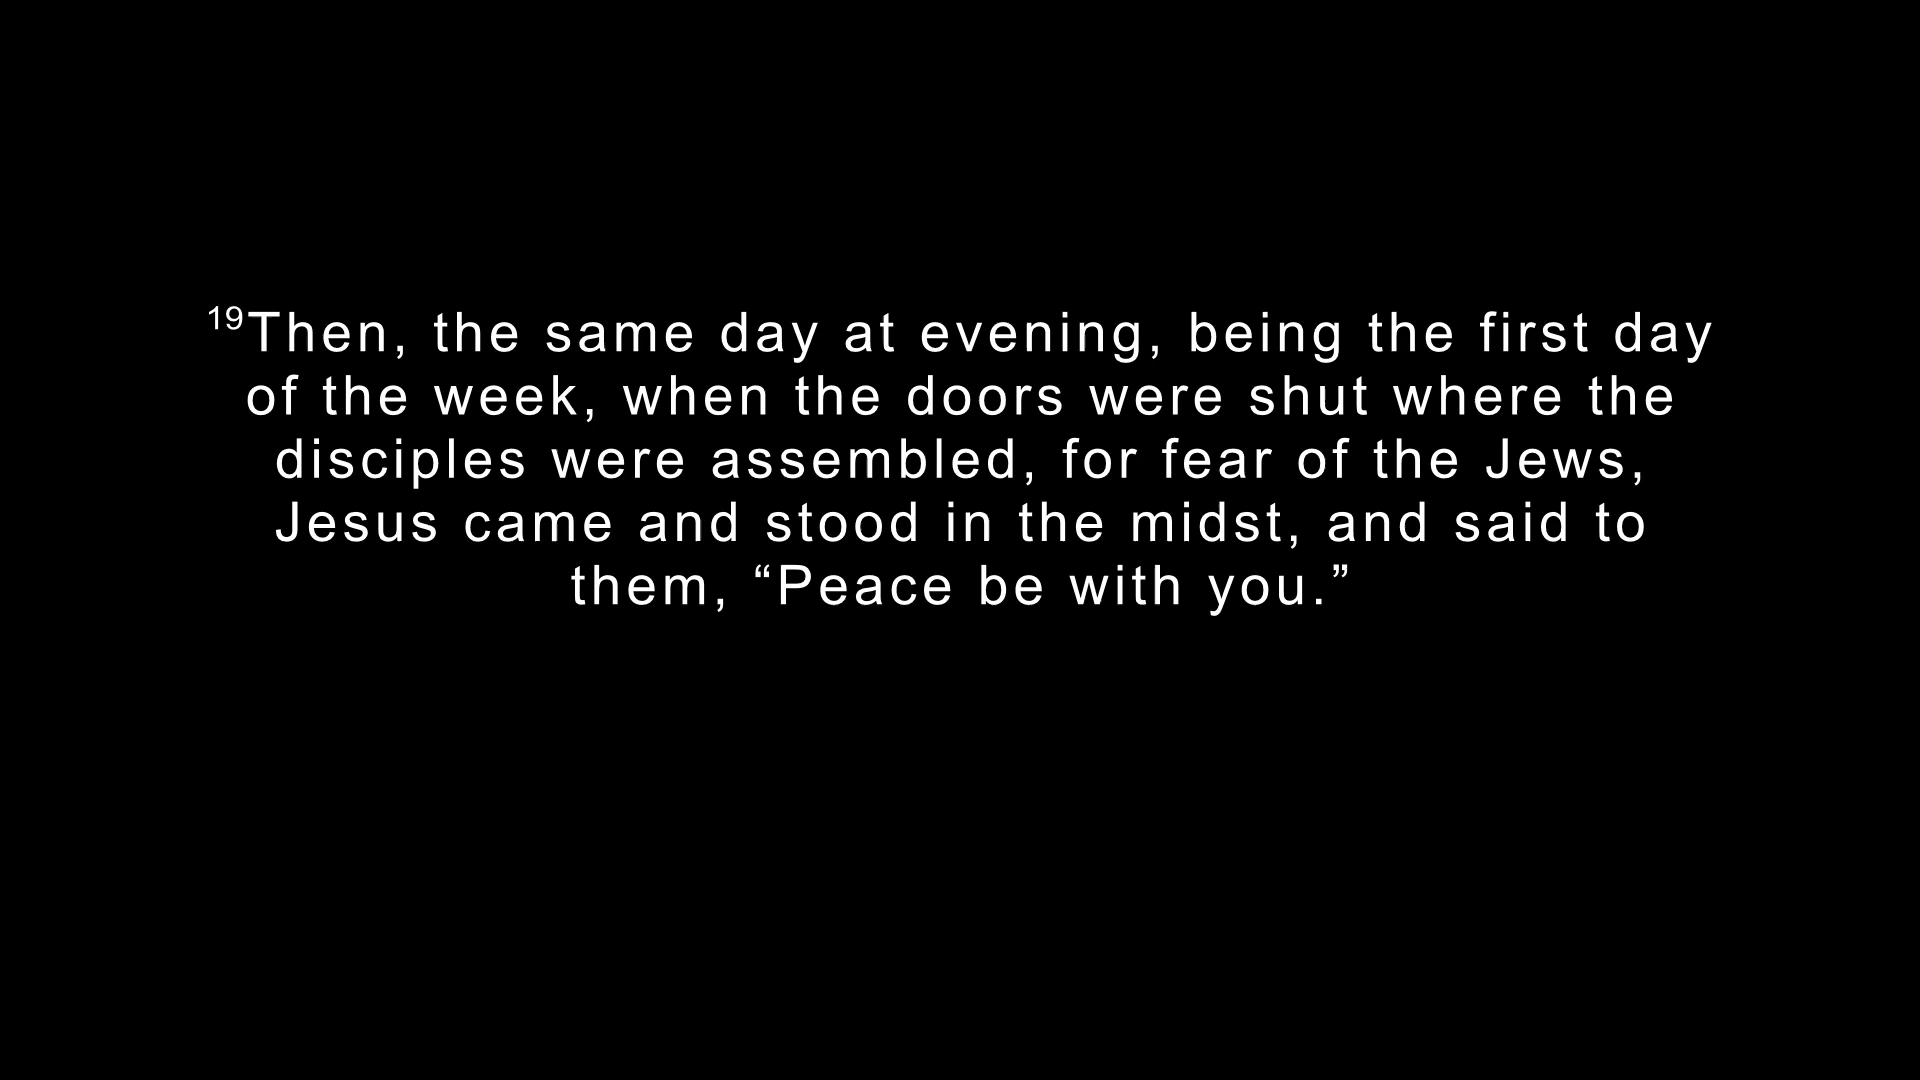 19Then, the same day at evening, being the first day
of the week, when the doors were shut where the
disciples were assembled, for fear of the Jews,
Jesus came and stood in the midst, and said to
them, “Peace be with you.”